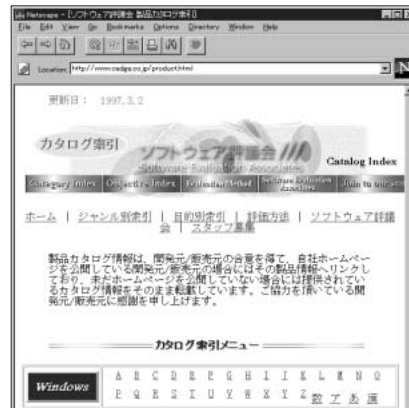 Netscape - [ソフトウェア評議会 製品カタログ索引]
File Edit View Go Bookmarks Options Directory Window Help
Location: http://www.cadga.co.jp/product.html
更新日： 1997.3.2
カタログ索引
ソフトウェア評議会
Software Evaluation Associates
Catalog Index
Category Index Objective Index Evaluation Method Software Evaluation Associates Join to our
ホーム | ジャンル別索引 | 目的別索引 | 評価方法 | ソフトウェア評議
会 | スタッフ募集
製品カタログ情報は、開発元/販売元の合意を得て、自社ホームペー
ジを公開している開発元/販売元の場合にはその製品情報へリンクし
ており、未だホームページを公開していない場合には提供されてい
るカタログ情報をそのまま転載しています。ご協力を頂いている開
発元/販売元に感謝を申し上げます。
カタログ索引メニュー
Windows
A B C D E F G H I J K L M N O
P Q R S T U V W X Y Z 数 ア あ 漢